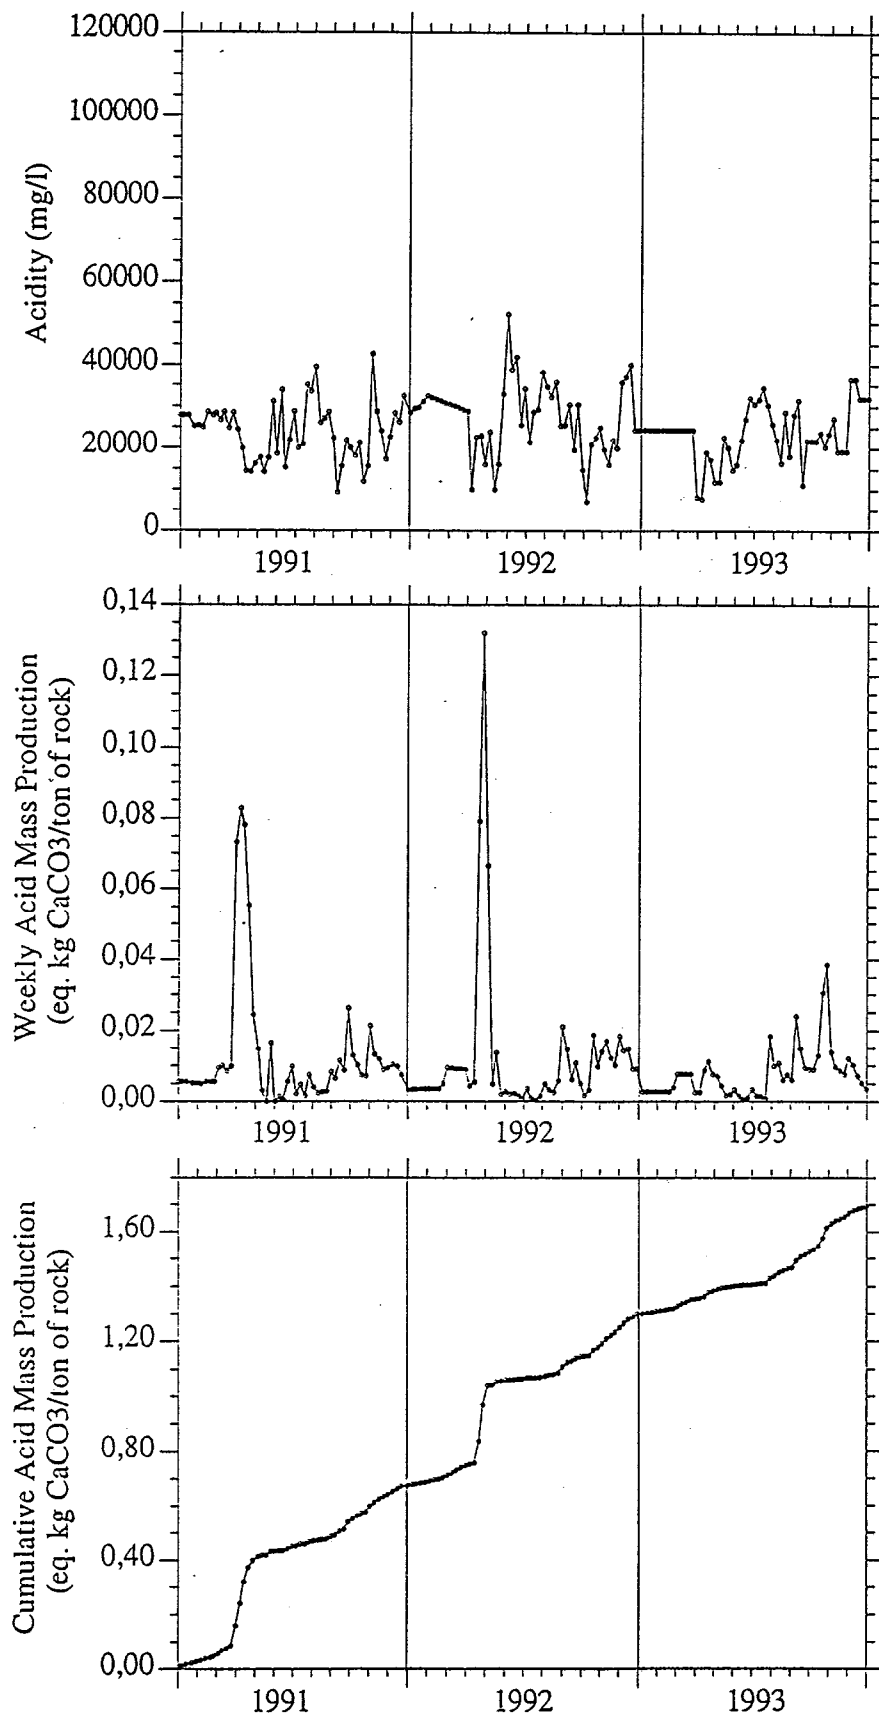 120000
100000
80000
60000
40000
20000
0
Acidity (mg/l)
1991 1992 1993
0,14
0,12
0,10
0,08
0,06
0,04
0,02
0,00
Weekly Acid Mass Production
(eq. kg CaCO3/ton of rock)
1991 1992 1993
1,60
1,20
0,80
0,40
0,00
Cumulative Acid Mass Production
(eq. kg CaCO3/ton of rock)
1991 1992 1993